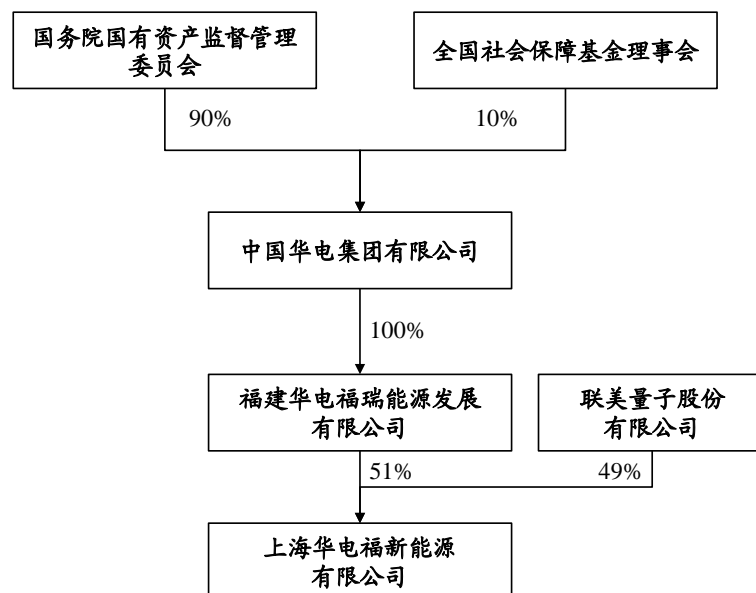 国务院国有资产监督管理
委员会
全国社会保障基金理事会
90%
10%
中国华电集团有限公司
100%
福建华电福瑞能源发展
有限公司
联美量子股份
有限公司
51%
49%
上海华电福新能源
有限公司